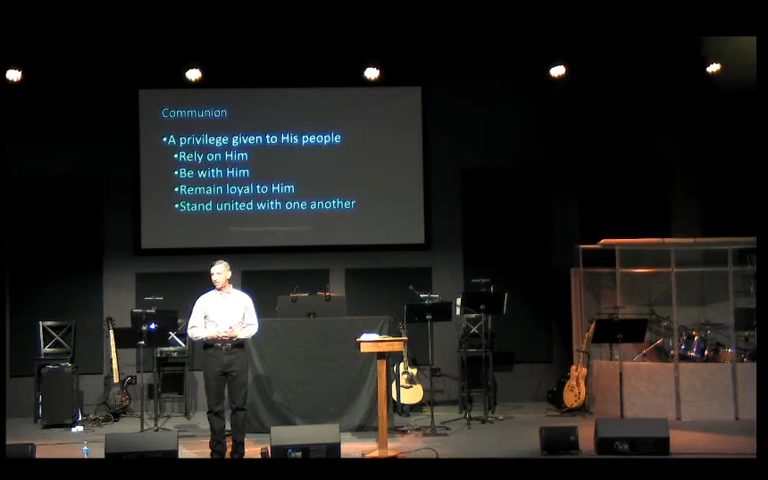 Communion
•A privilege given to His people
•Rely on Him
•Be with Him
•Remain loyal to Him
•Stand united with one another